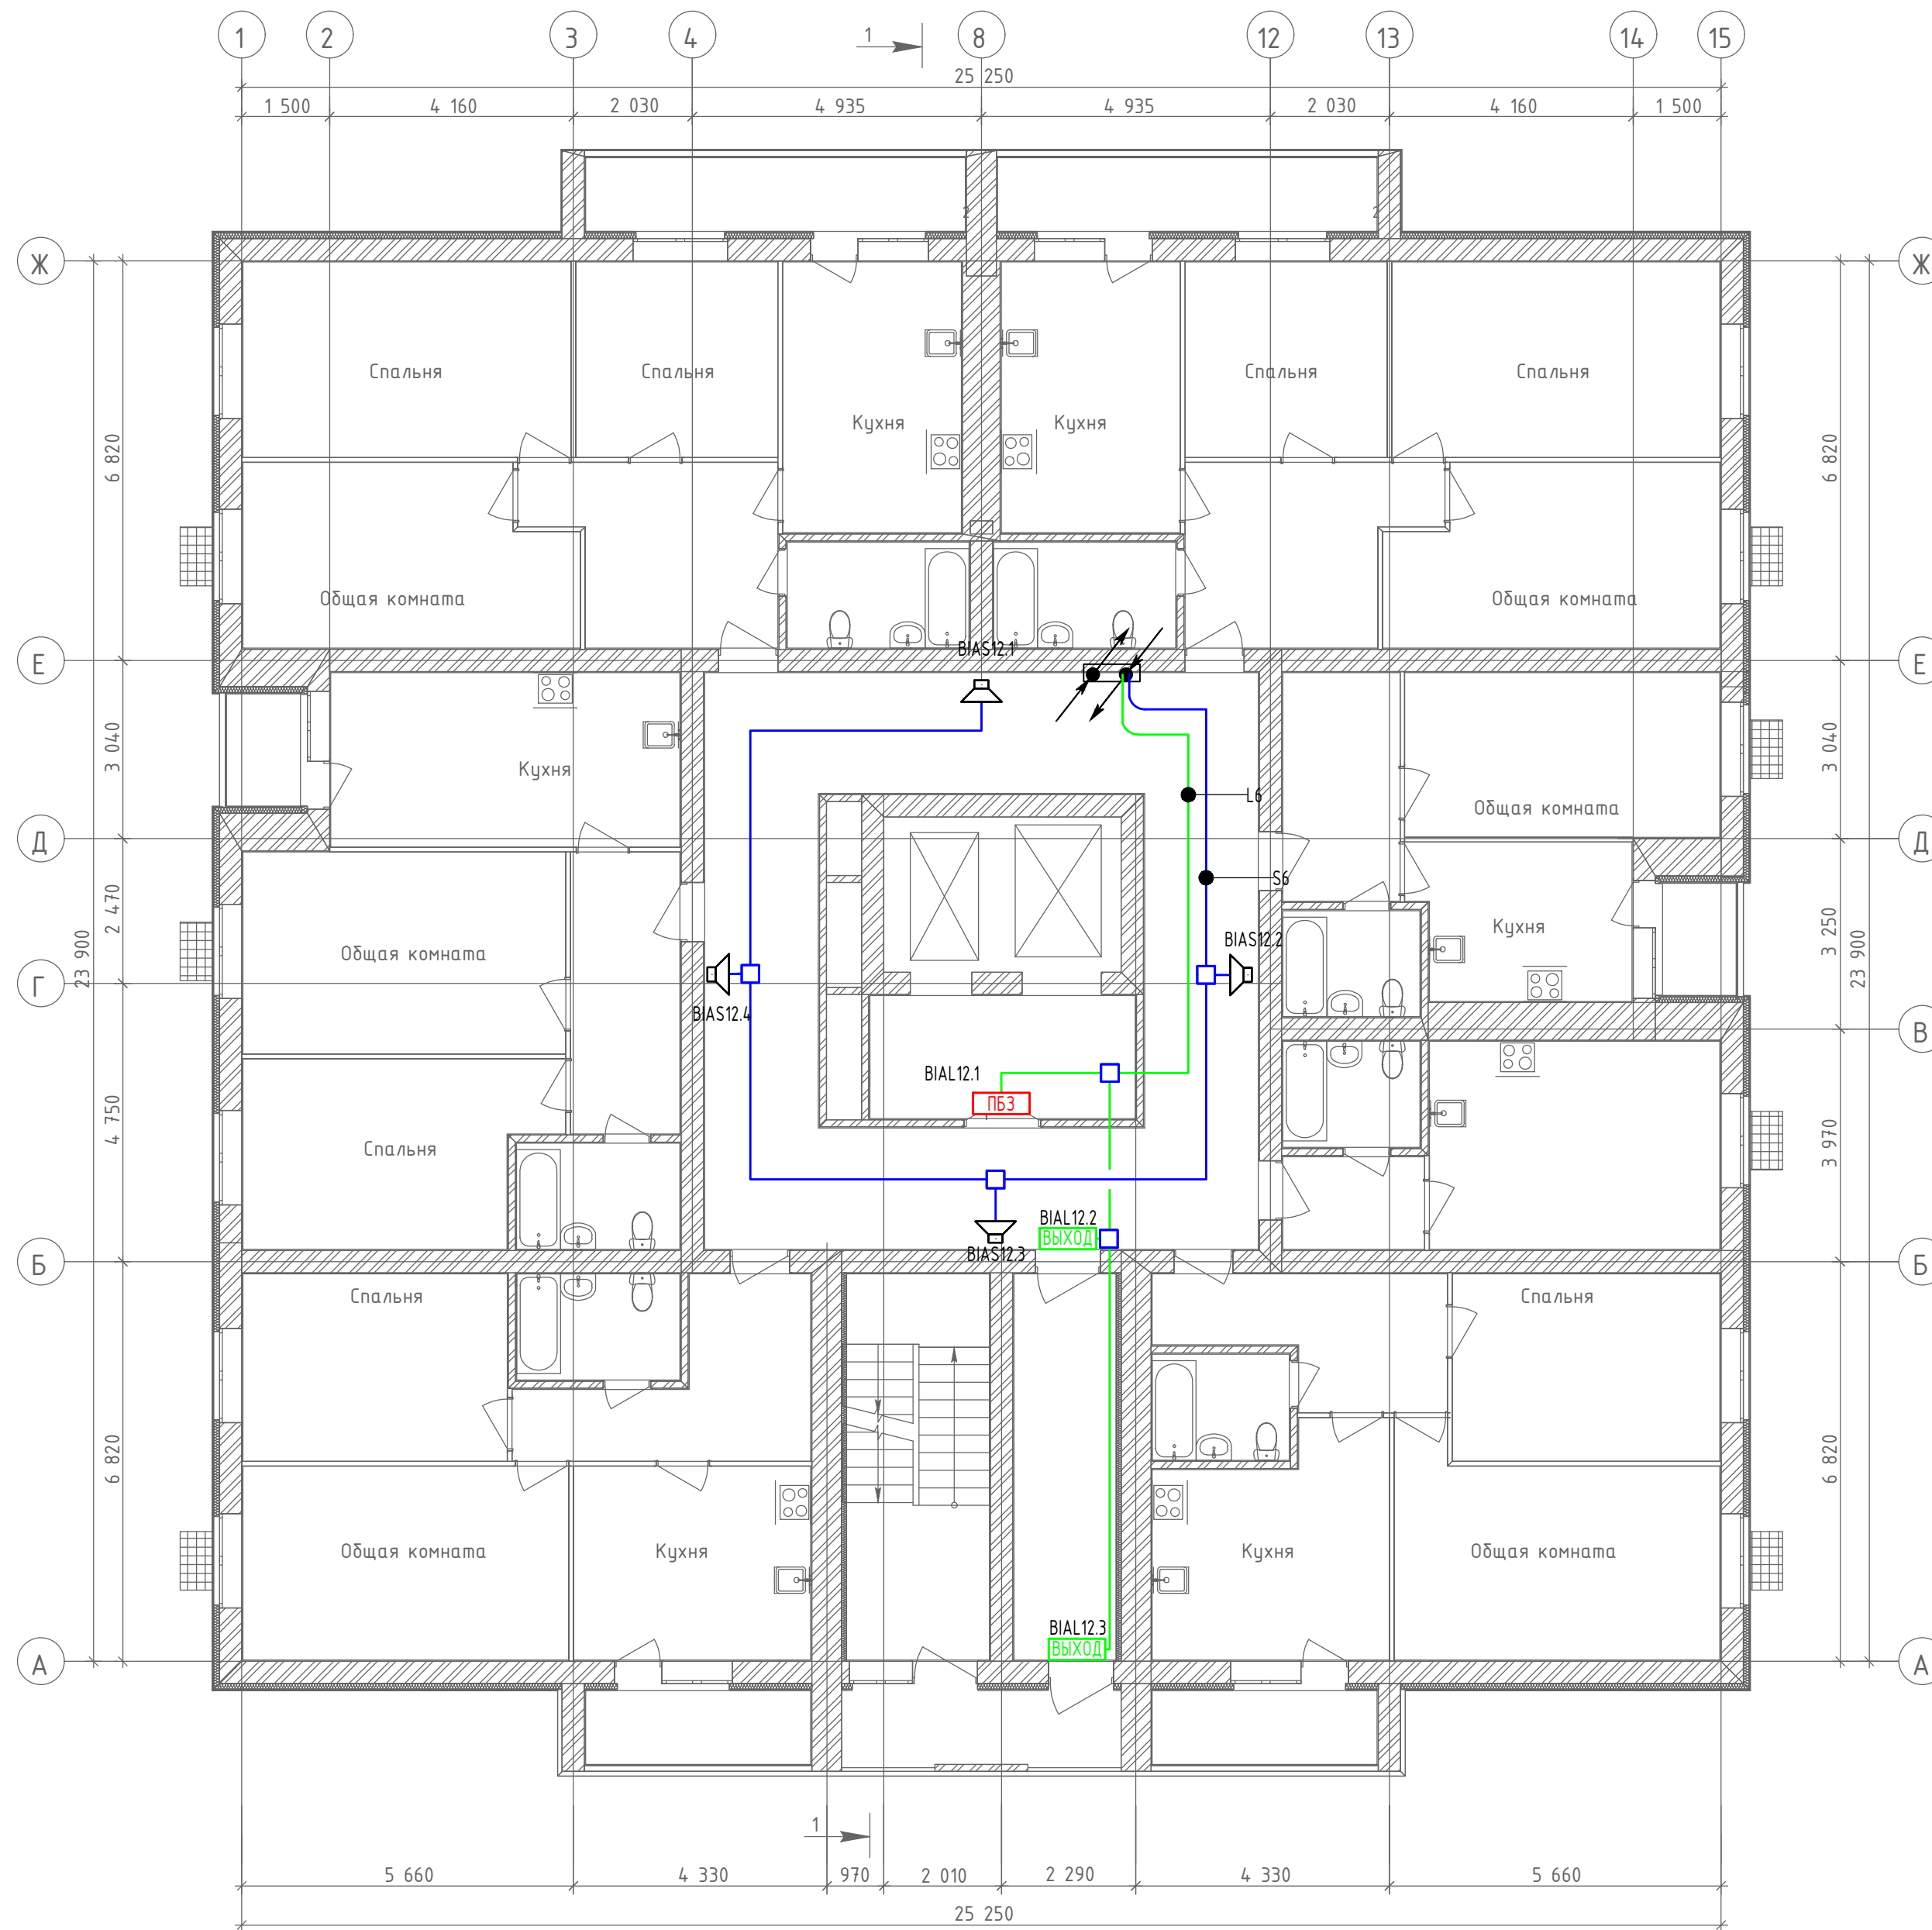 1 2 3 4 8 12 13 14 15
1
25 250
1 500 4 160 2 030 4 935 4 935 2 030 4 160 1 500
2 2
Ж Ж
Спальня Спальня Спальня Спальня
Кухня Кухня
6 820 6 820
Общая комната Общая комната
BIAS12.1
Е Е
3 040 3 040
Кухня
L6
Общая комната
Д Д
S6
2 470
Кухня
3 250
BIAS12.2
23 900 23 900
Общая комната
Г
BIAS12.4
В
BIAL12.1
ПБЗ
4 750
Спальня
3 970
BIAL12.2
ВЫХОД
BIAS12.3
Б Б
Спальня Спальня
6 820 6 820
Общая комната Кухня Кухня Общая комната
BIAL12.3
ВЫХОД
А А
1
5 660 4 330 970 2 010 2 290 4 330 5 660
25 250